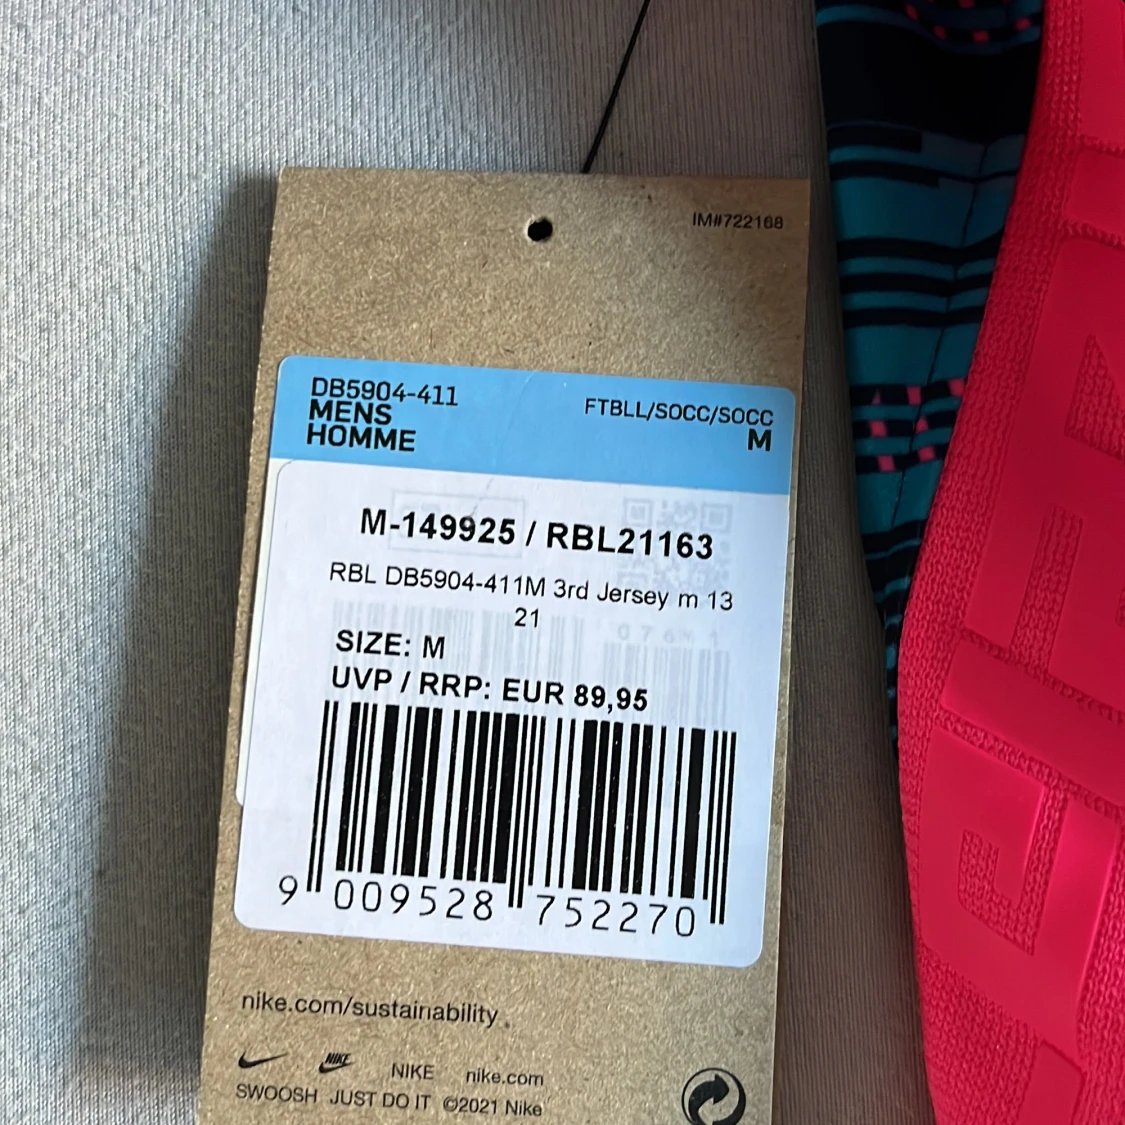 IM#722168
DB5904-411
MENS
HOMME
FTBLL/SOCC/SOCC
M
M-149925 / RBL21163
RBL DB5904-411M 3rd Jersey m 13
21
SIZE: M
UVP / RRP: EUR 89,95
9 009528 752270
nike.com/sustainability
NIKE NIKE nike.com
SWOOSH JUST DO IT ©2021 Nike